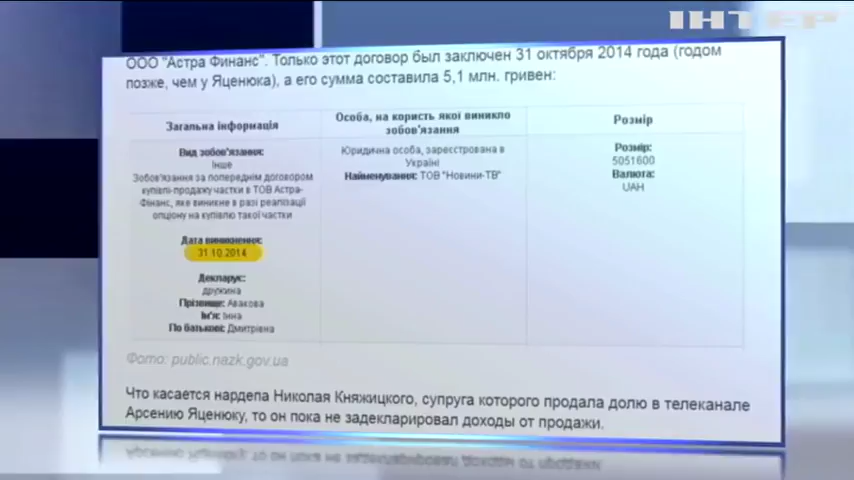 ІНТЕР
ООО "Астра Финанс". Только этот договор был заключен 31 октября 2014 года (годом
позже, чем у Яценюка), а его сумма составила 5,1 млн. гривен:
Загальна інформація
Особа, на користь якої виникло
зобов'язання
Розмір
Вид зобов'язання:
Інше
Зобов'язання за попереднім договором
купівлі-продажу частки в ТОВ Астра-
Фінанс, яке виникне в разі реалізації
опціону на купівлю такої частки
Дата виникнення:
31.10.2014
Декларує:
дружина
Прізвище: Авакова
Ім'я: Інна
По батькові: Дмитрівна
Юридична особа, зареєстрована в
Україні
Найменування: ТОВ "Новини-ТВ"
Розмір:
5051600
Валюта:
UAH
Фото: public.nazk.gov.ua
Что касается нардепа Николая Княжицкого, супруга которого продала долю в телеканале
Арсению Яценюку, то он пока не задекларировал доходы от продажи.